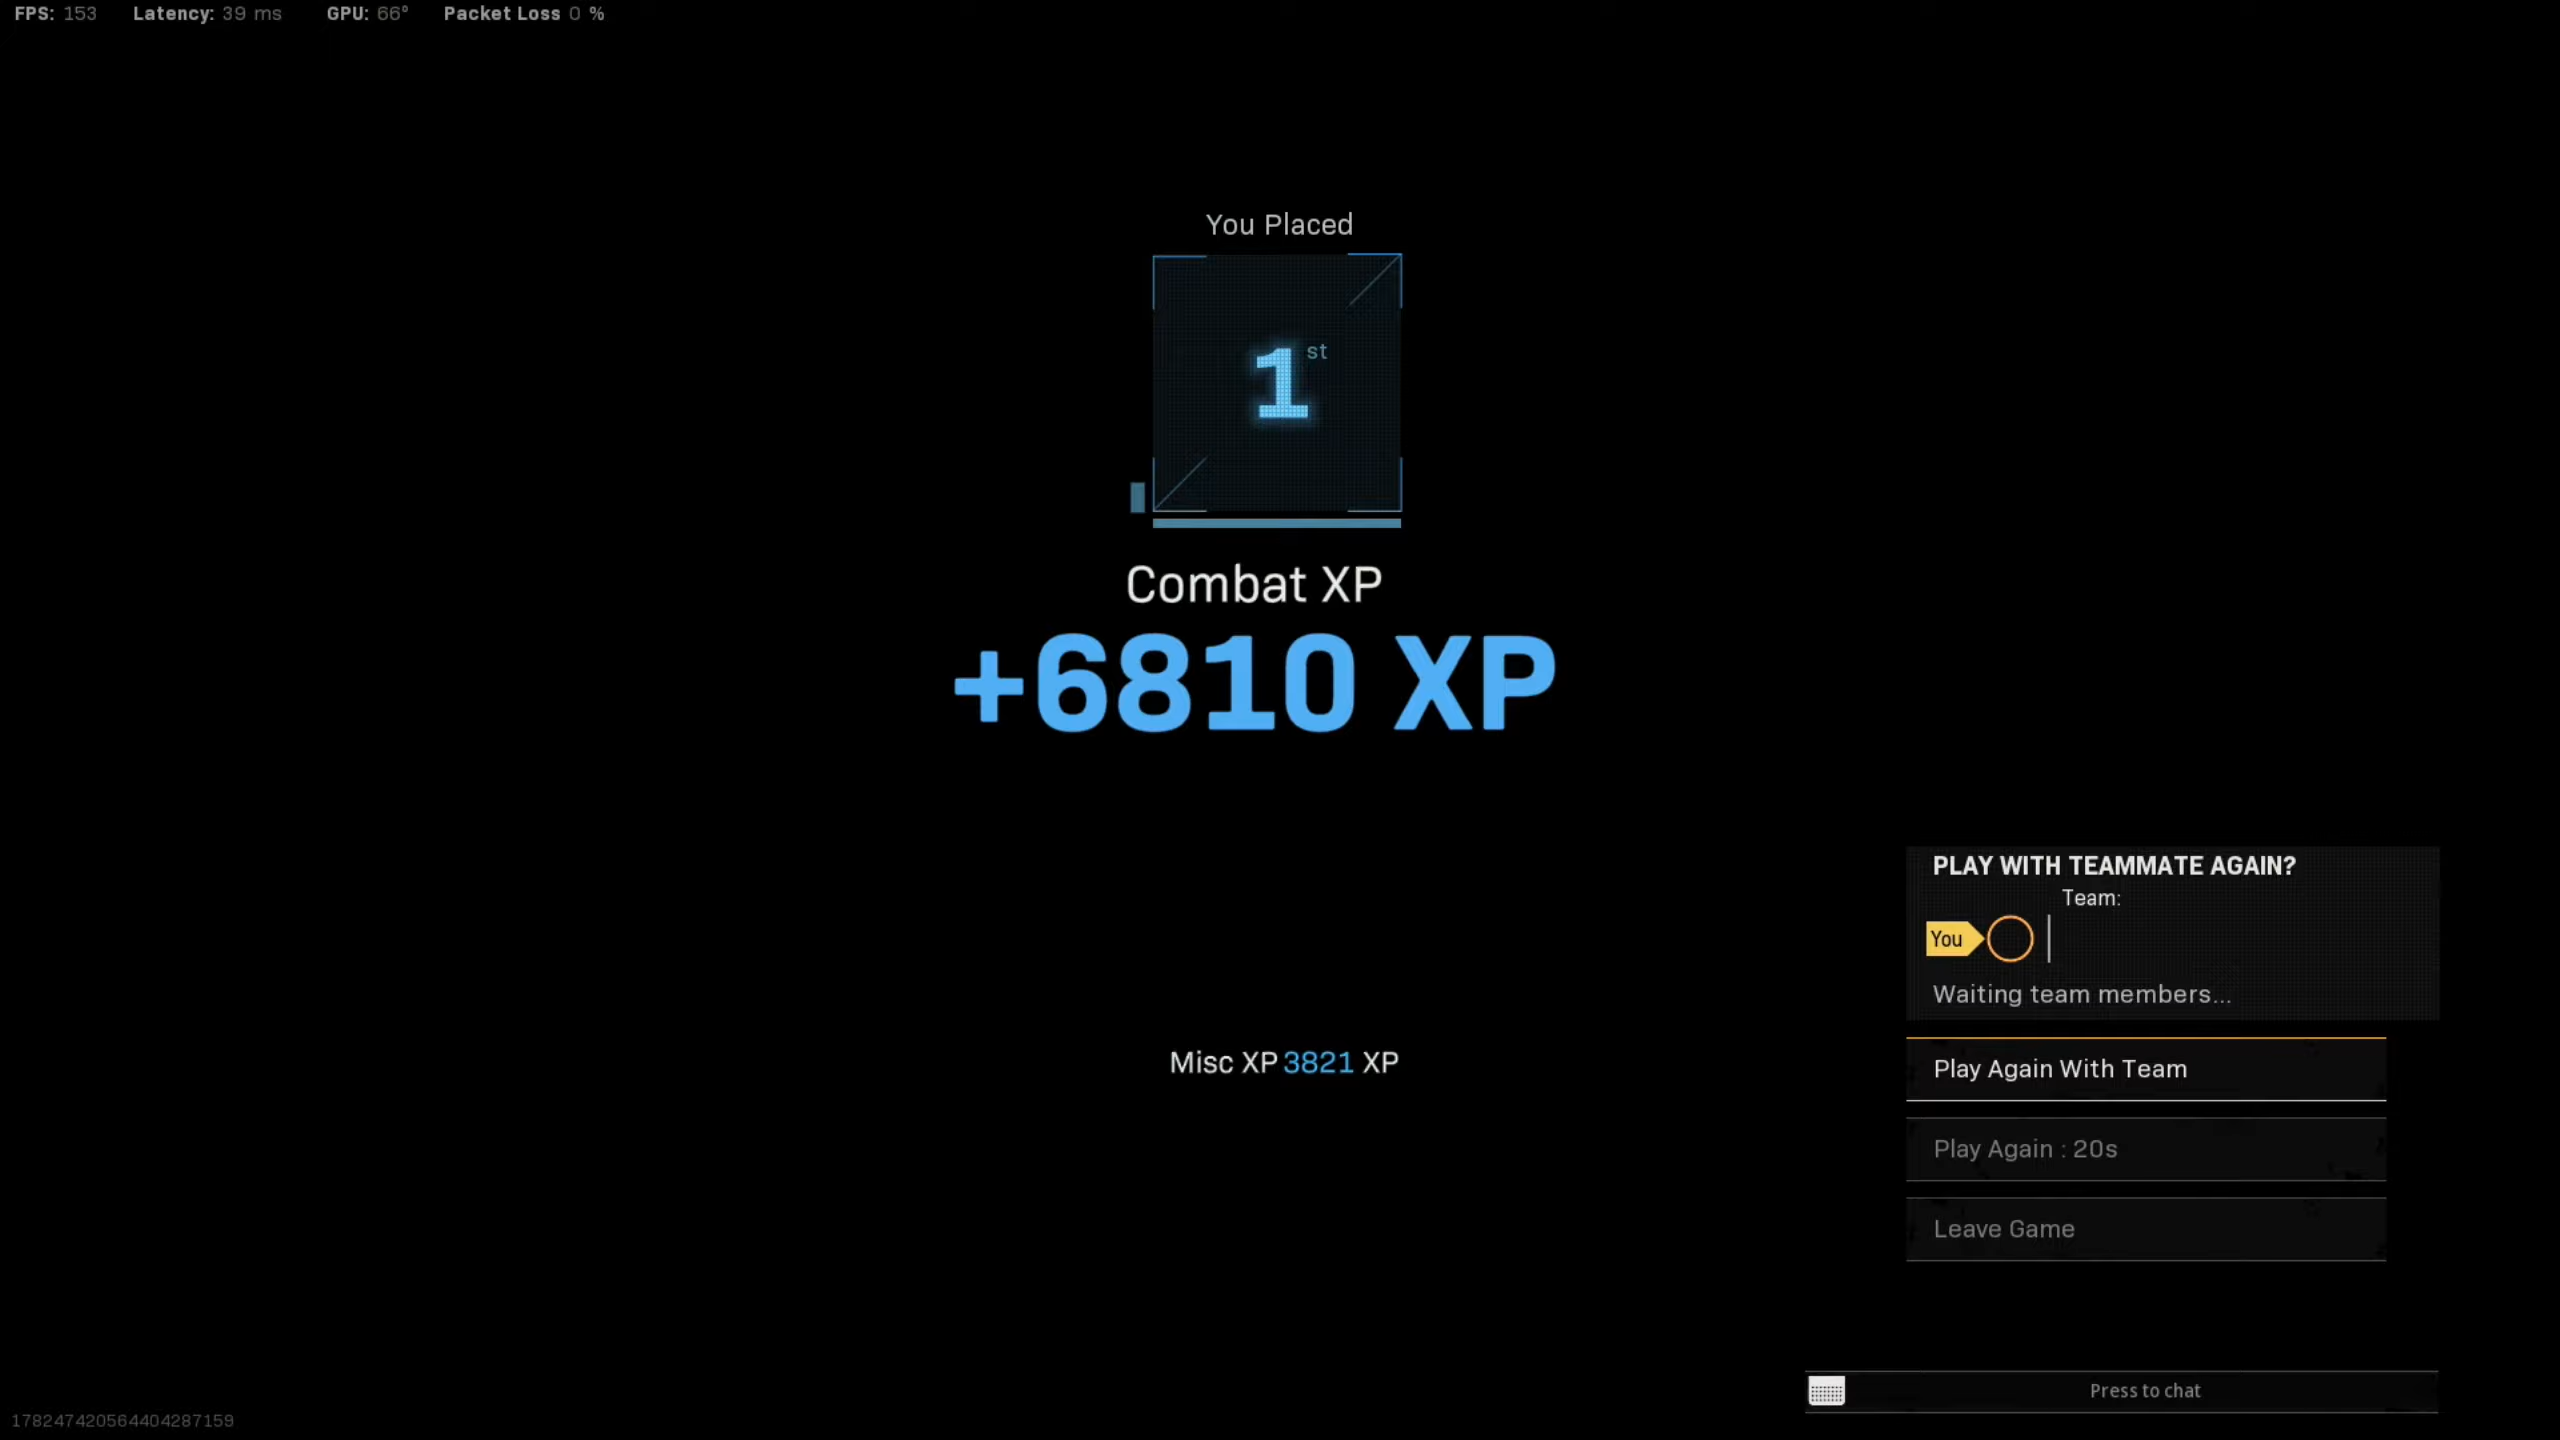 FPS: 153 Latency: 39 ms GPU: 66° Packet Loss 0 %
You Placed
1st
Combat XP
+6810 XP
Misc XP 3821 XP
PLAY WITH TEAMMATE AGAIN?
Team:
You
Waiting team members...
Play Again With Team
Play Again : 20s
Leave Game
Press to chat
178247420564404287159